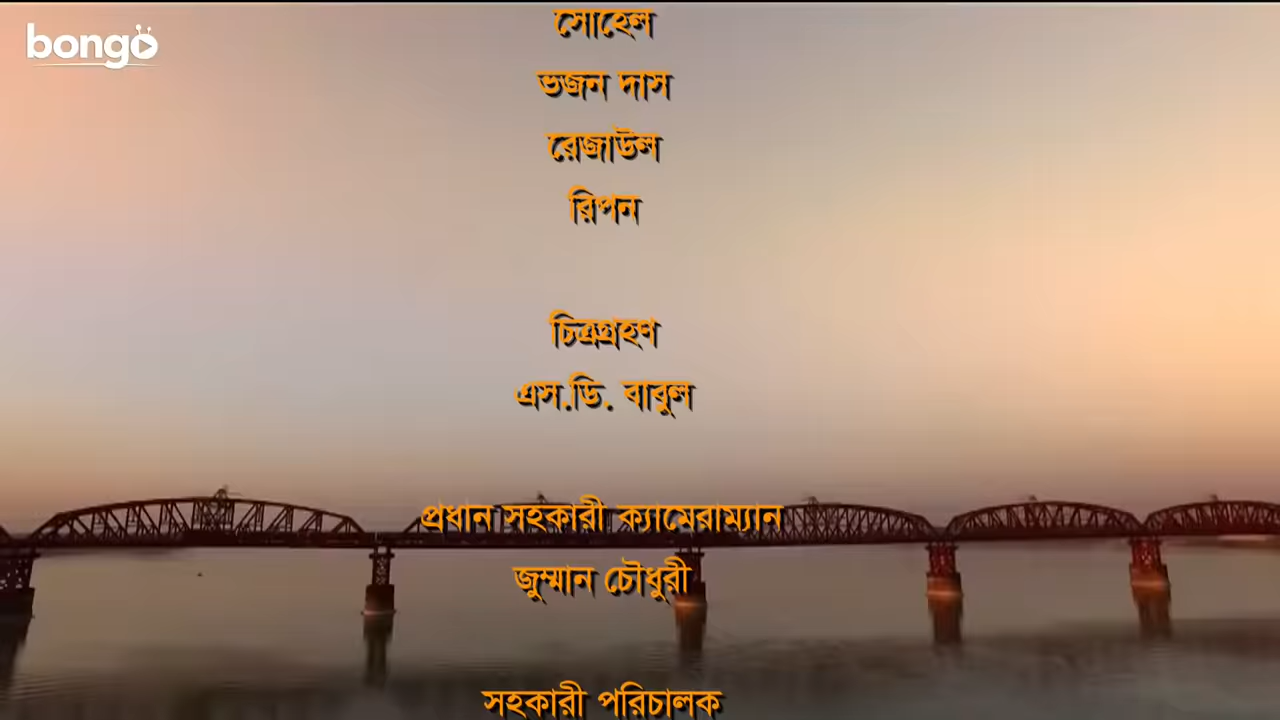 bongo
সোহেল
ভজন দাস
রেজাউল
রিপন
চিত্রগ্রহণ
এস.ডি. বাবুল
প্রধান সহকারী ক্যামেরাম্যান
জুম্মান চৌধুরী
সহকারী পরিচালক